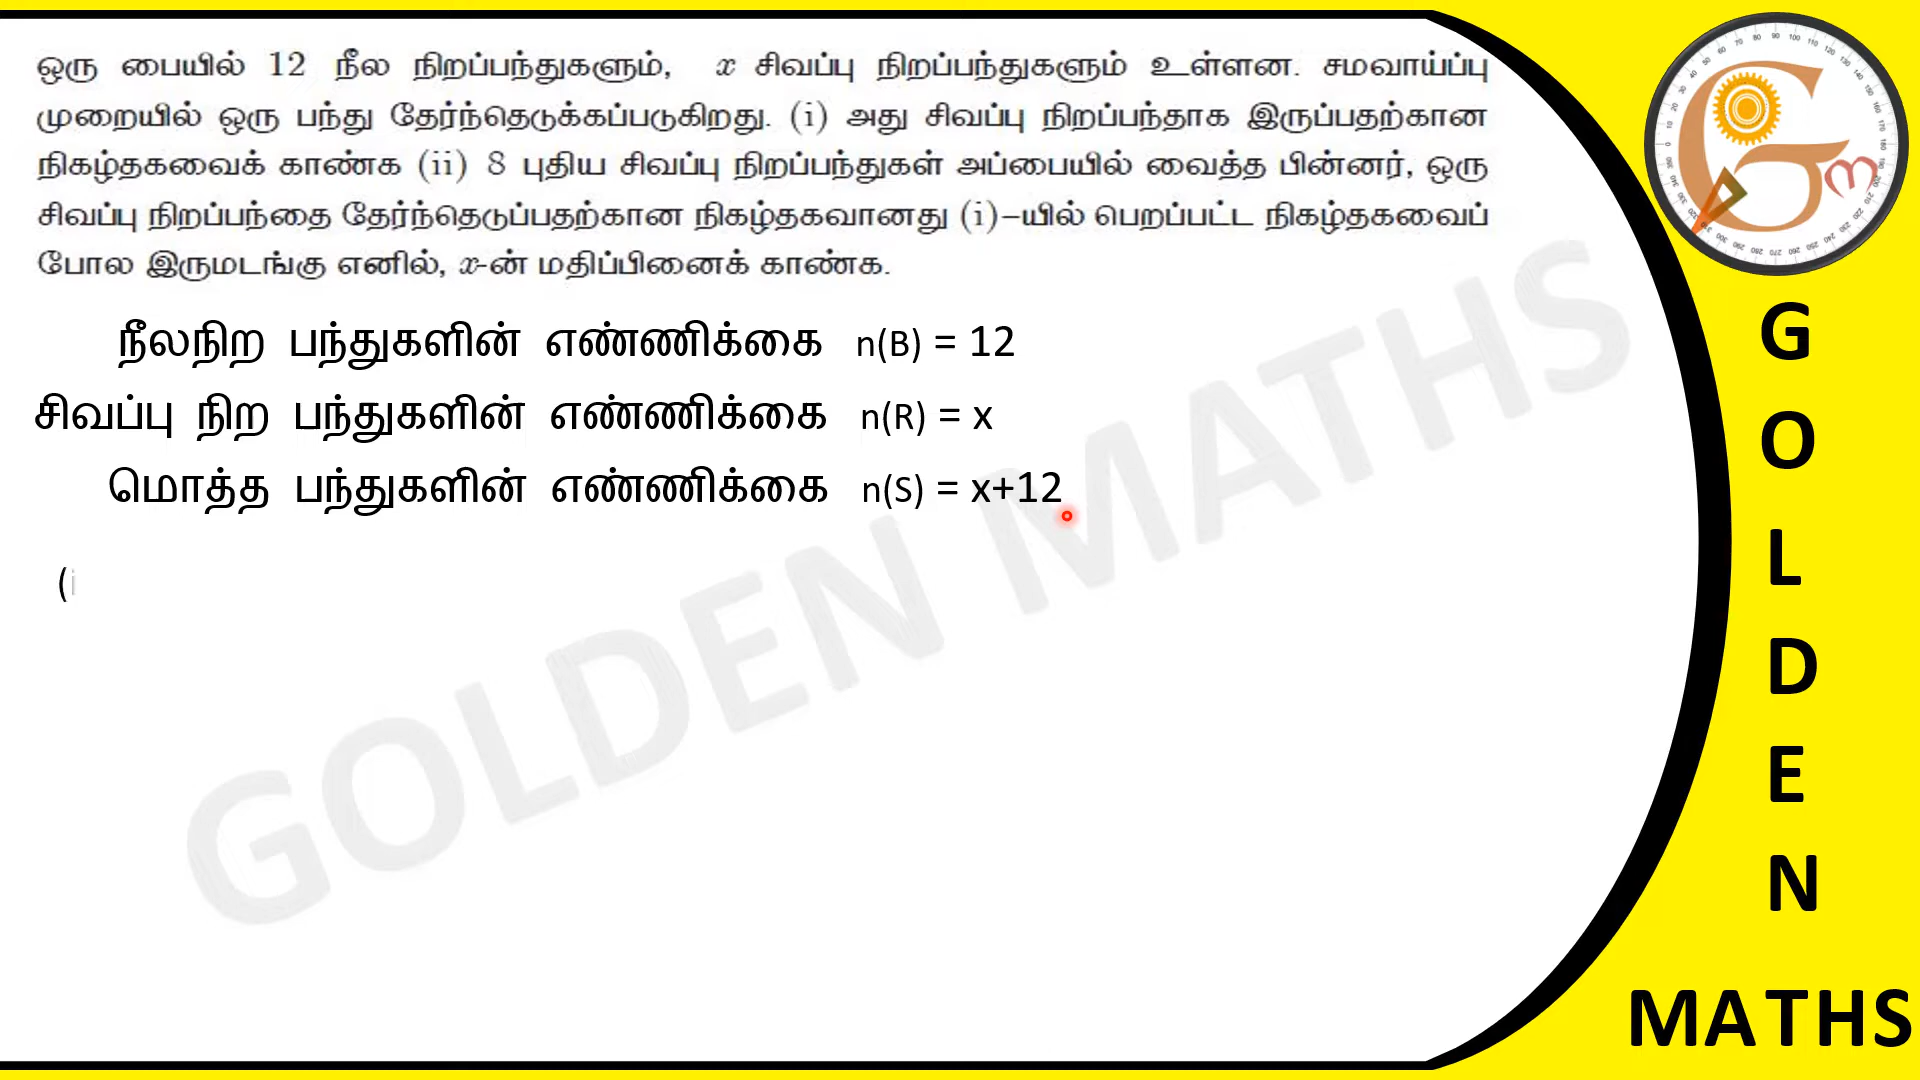 ஒரு பையில் 12 நீல நிறப்பந்துகளும், x சிவப்பு நிறப்பந்துகளும் உள்ளன. சமவாய்ப்பு
முறையில் ஒரு பந்து தேர்ந்தெடுக்கப்படுகிறது. (i) அது சிவப்பு நிறப்பந்தாக இருப்பதற்கான
நிகழ்தகவைக் காண்க (ii) 8 புதிய சிவப்பு நிறப்பந்துகள் அப்பையில் வைத்த பின்னர், ஒரு
சிவப்பு நிறப்பந்தை தேர்ந்தெடுப்பதற்கான நிகழ்தகவானது (i)–யில் பெறப்பட்ட நிகழ்தகவைப்
போல இருமடங்கு எனில், x-ன் மதிப்பினைக் காண்க.
நீலநிற பந்துகளின் எண்ணிக்கை n(B) = 12
சிவப்பு நிற பந்துகளின் எண்ணிக்கை n(R) = x
மொத்த பந்துகளின் எண்ணிக்கை n(S) = x+12
(i
GOLDEN MATHS
G
O
L
D
E
N
MATHS